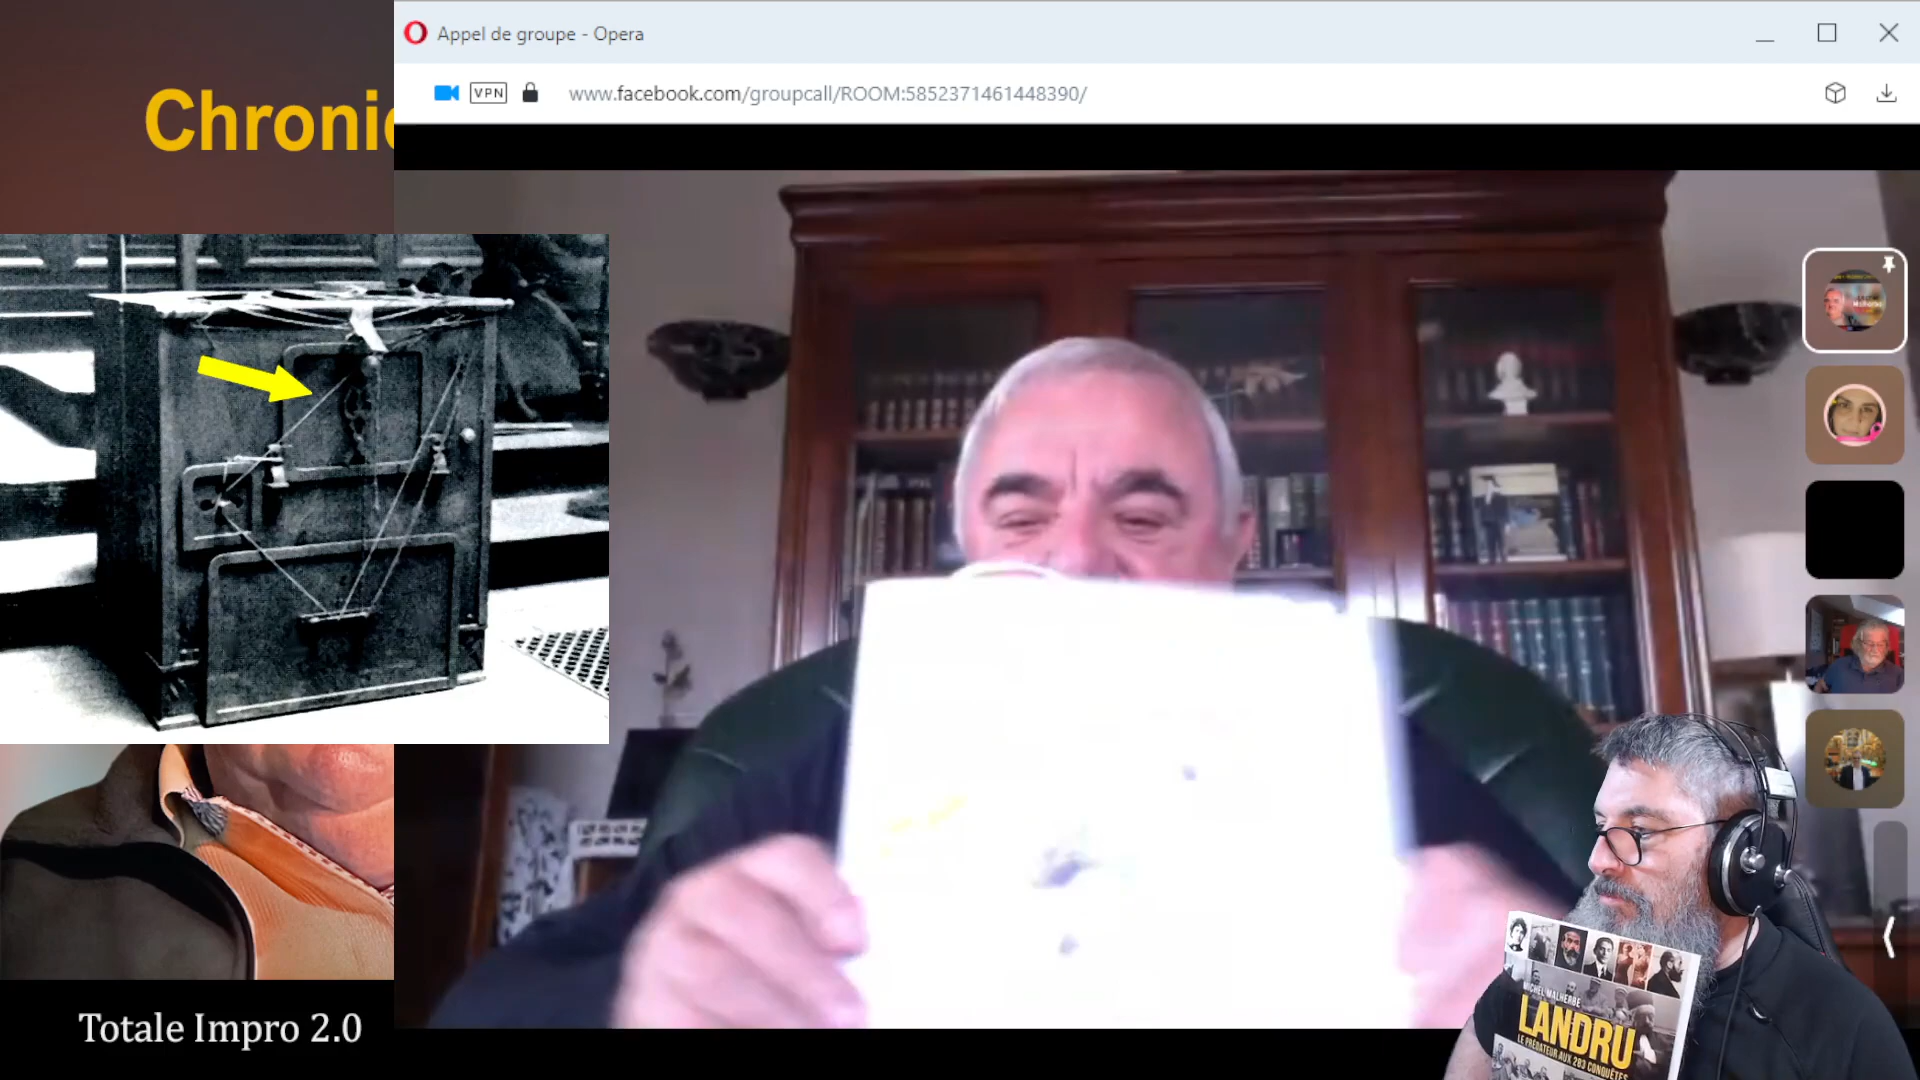 Appel de groupe - Opera
VPN
www.facebook.com/groupcall/ROOM:5852371461448390/
Chronic
Totale Impro 2.0
MICHEL MALHERBE
LANDRU
LE PRÉDATEUR AUX 283 CONQUÊTES